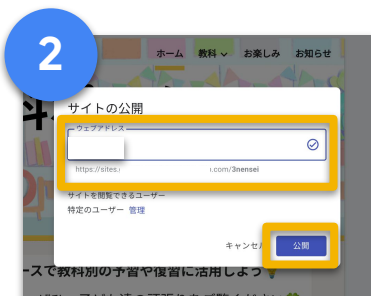 2
ホーム 教科 お楽しみ お知らせ
サイトの公開
ウェブアドレス
https://sites.
.com/3nensei
サイトを閲覧できるユーザー
特定のユーザー 管理
キャンセル 公開
ースで教科別の予習や復習に活用しよう